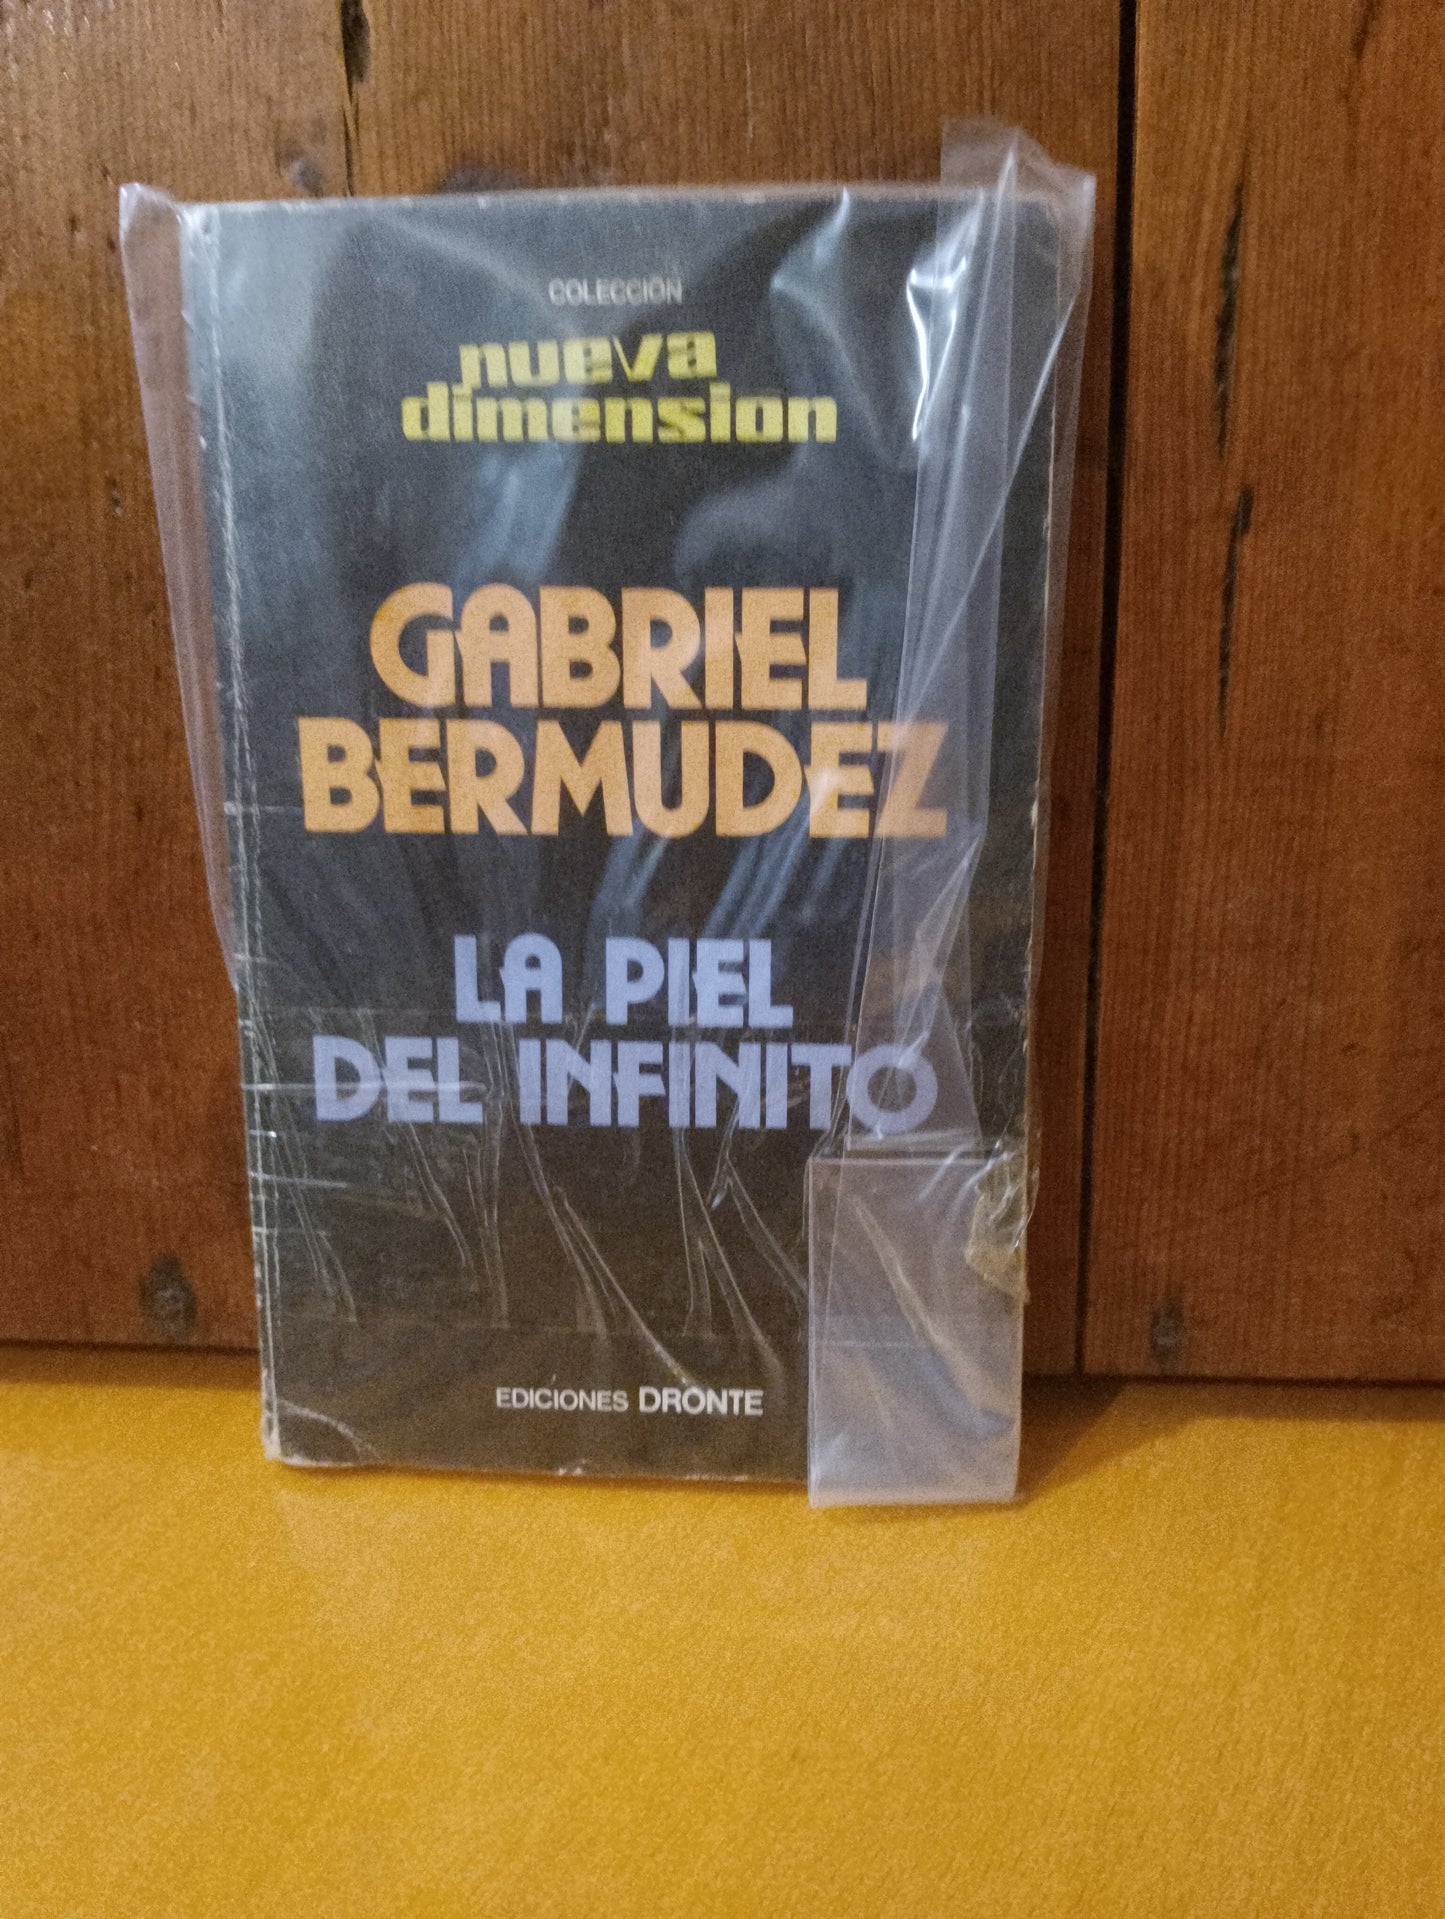 COLECCIÓN
nueva
dimension
GABRIEL
BERMUDEZ
LA PIEL
DEL INFINITO
EDICIONES DRONTE